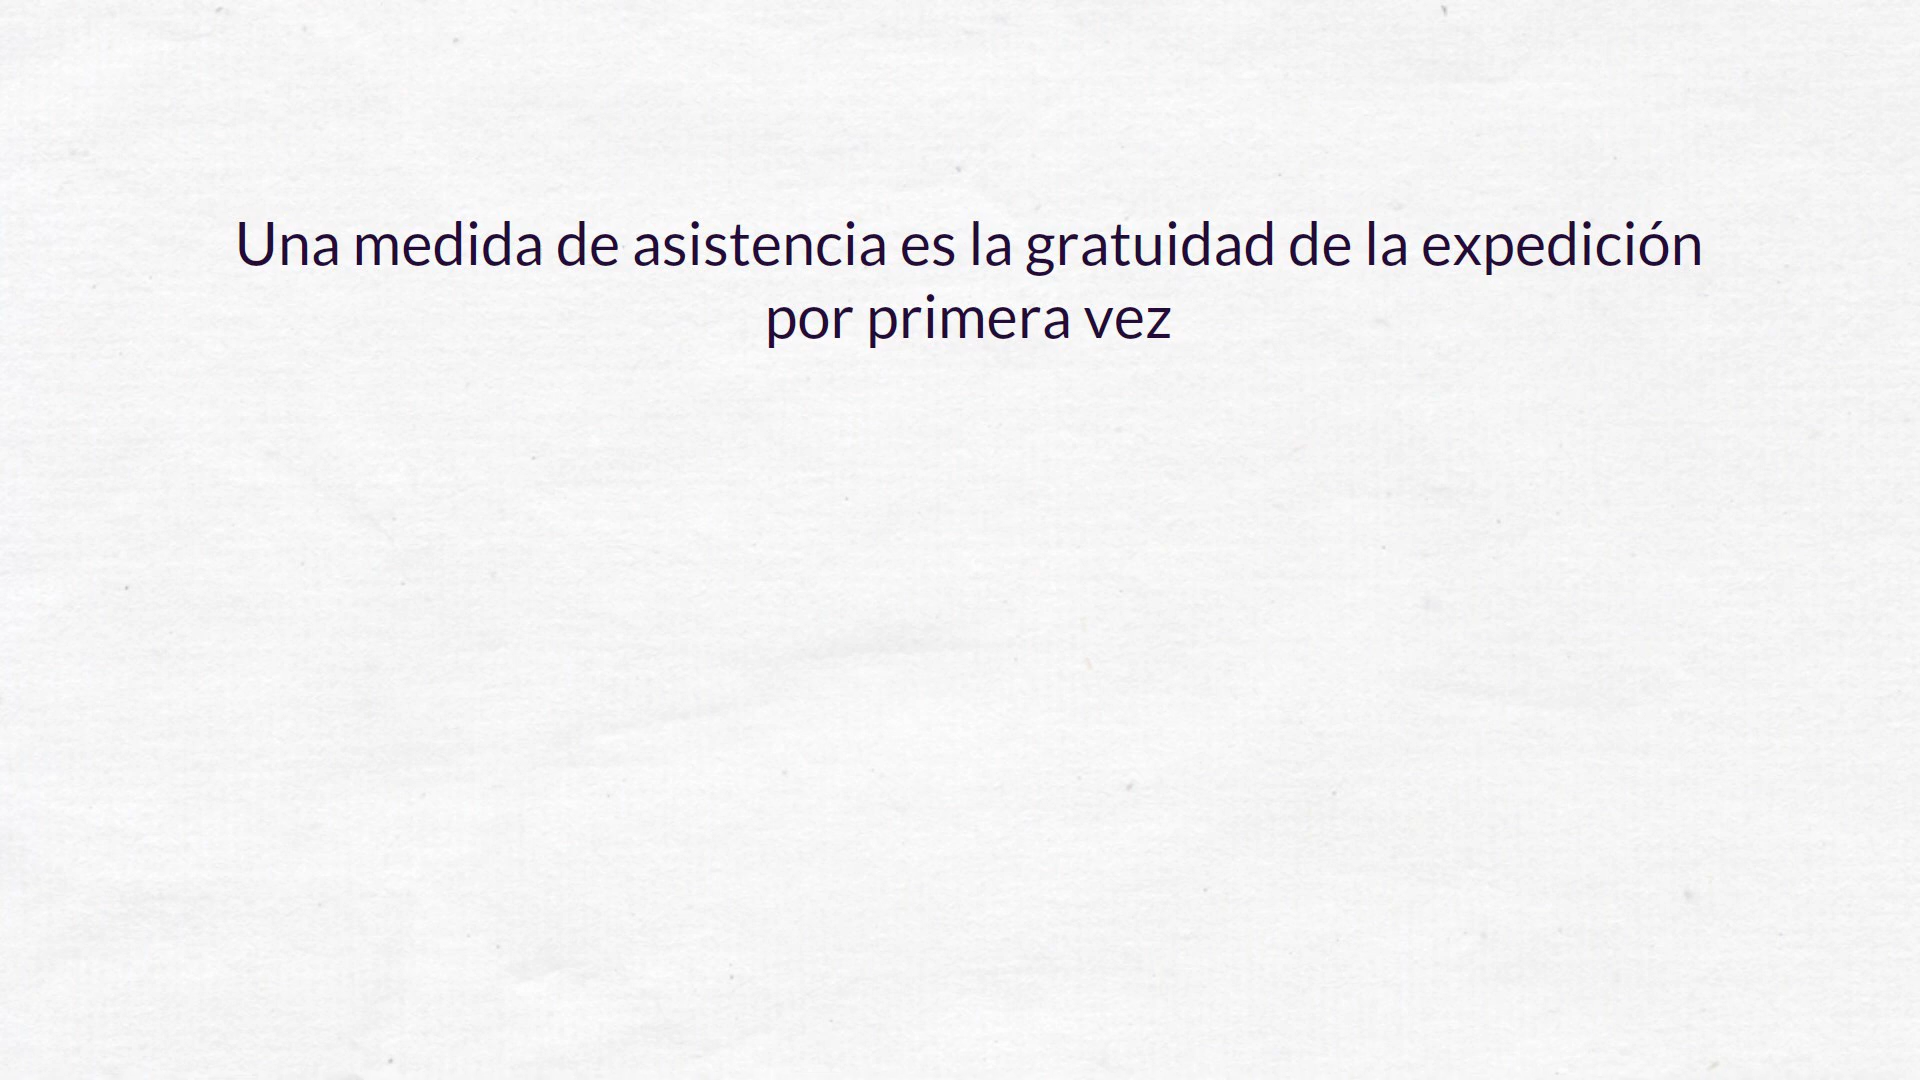 Una medida de asistencia es la gratuidad de la expedición
por primera vez